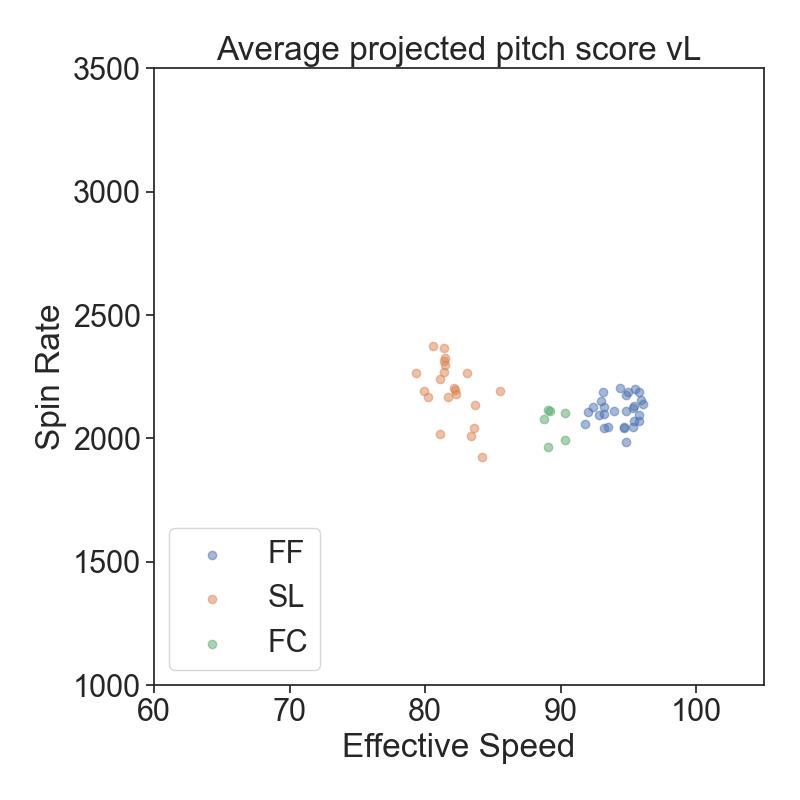 Average projected pitch score vL
3500
3000
2500
2000
1500
1000
Spin Rate
FF
SL
FC
60 70 80 90 100
Effective Speed